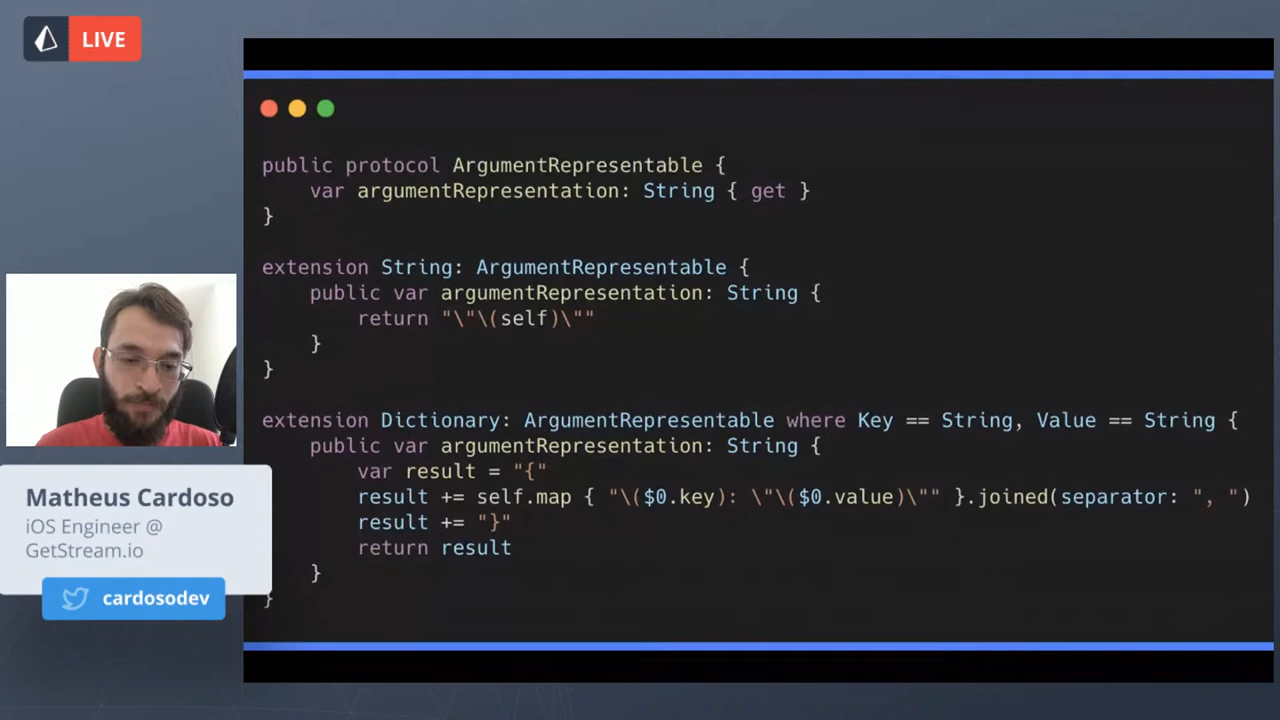 LIVE
public protocol ArgumentRepresentable {
    var argumentRepresentation: String { get }
}
extension String: ArgumentRepresentable {
    public var argumentRepresentation: String {
        return "\"\(self)\""
    }
}
extension Dictionary: ArgumentRepresentable where Key == String, Value == String {
    public var argumentRepresentation: String {
        var result = "{"
        result += self.map { "\($0.key): \"\($0.value)\"" }.joined(separator: ", ")
        result += "}"
        return result
    }
}
Matheus Cardoso
iOS Engineer @
GetStream.io
cardosodev